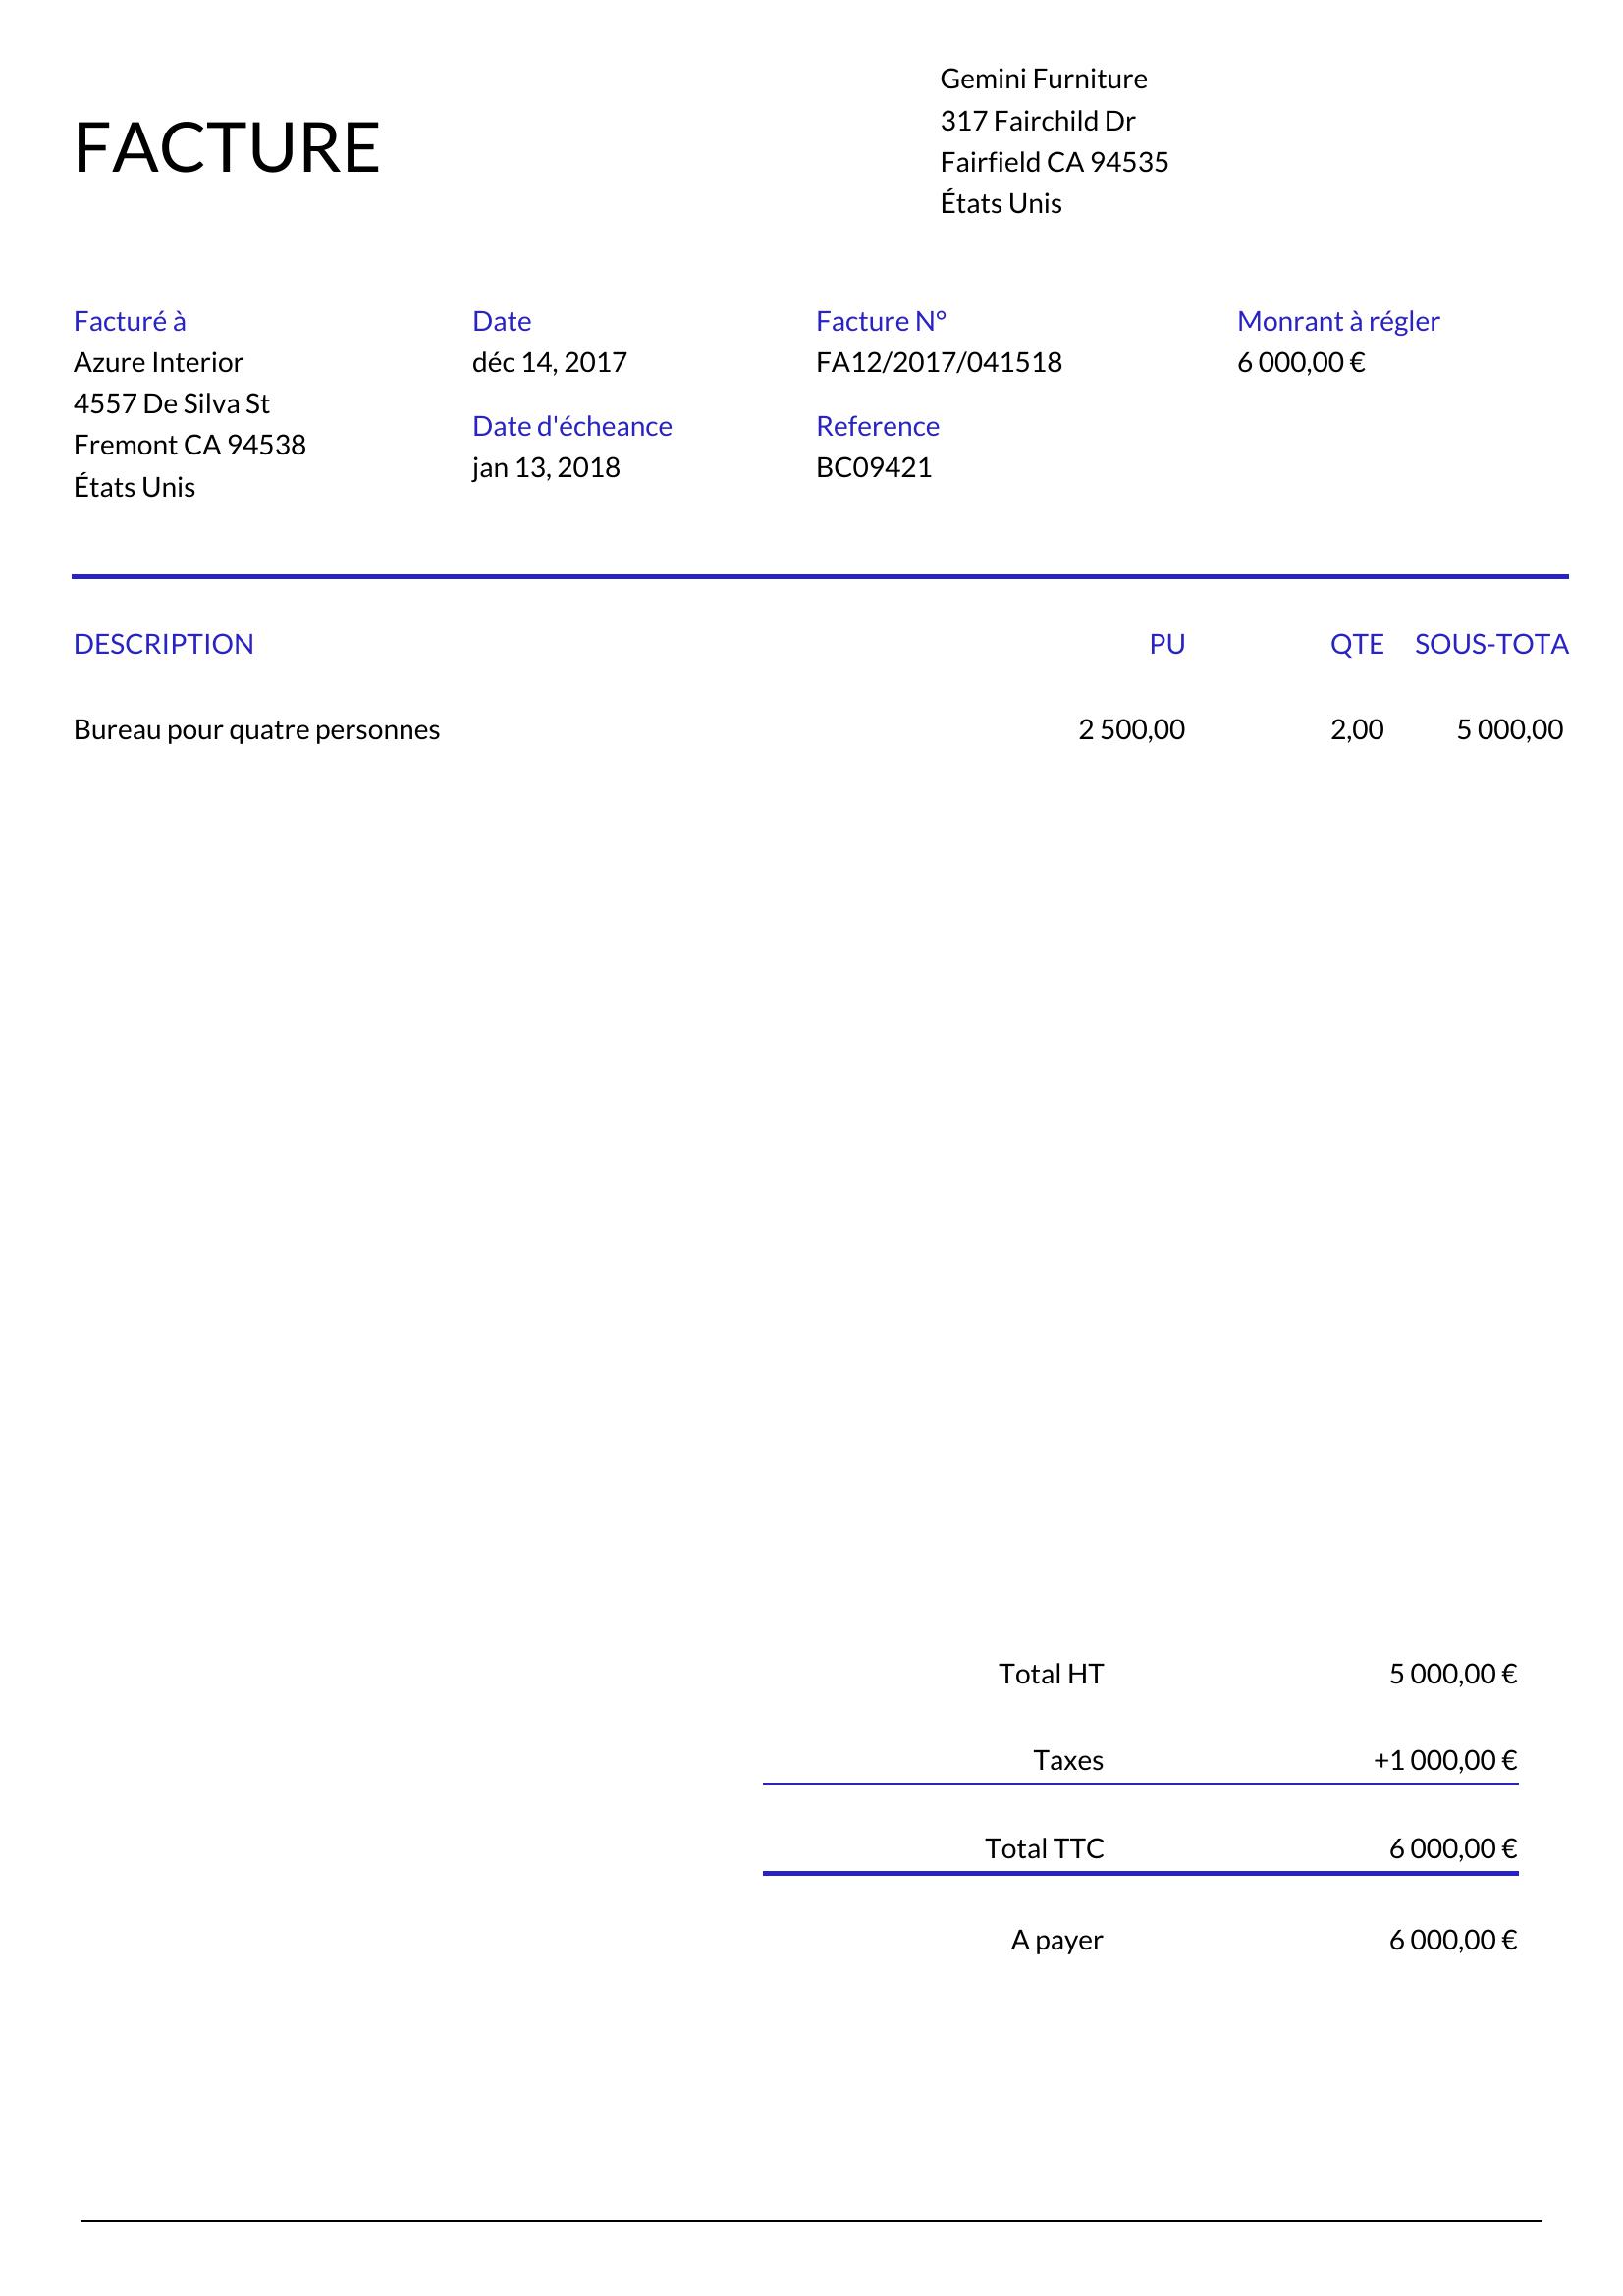 Gemini Furniture
317 Fairchild Dr
Fairfield CA 94535
États Unis
FACTURE
Facturé à
Azure Interior
4557 De Silva St
Fremont CA 94538
États Unis
Date
déc 14, 2017
Date d'écheance
jan 13, 2018
Facture N°
FA12/2017/041518
Reference
BC09421
Monrant à régler
6 000,00 €
DESCRIPTION PU QTE SOUS-TOTA
Bureau pour quatre personnes 2 500,00 2,00 5 000,00
Total HT 5 000,00 €
Taxes +1 000,00 €
Total TTC 6 000,00 €
A payer 6 000,00 €